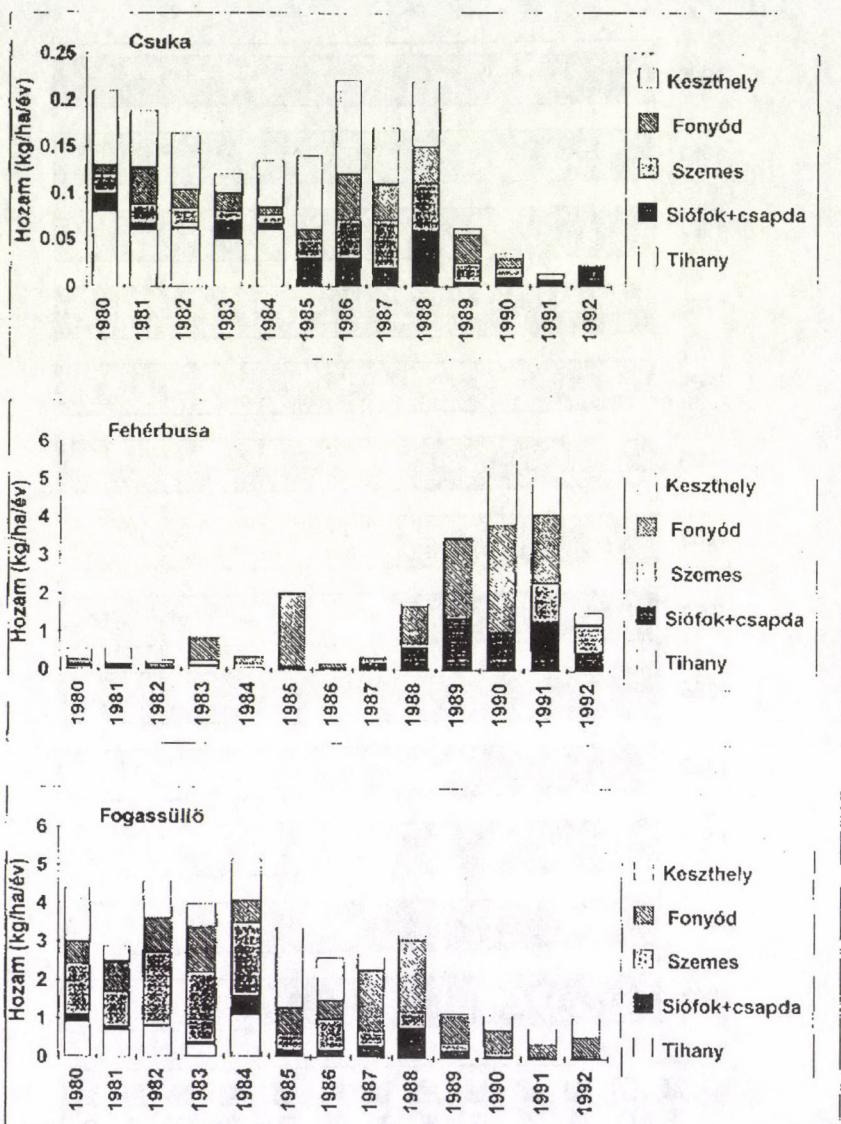 Csuka
Hozam (kg/ha/év)
0.25
0.2
0.15
0.1
0.05
0
1980
1981
1982
1983
1984
1985
1986
1987
1988
1989
1990
1991
1992
Keszthely
Fonyód
Szemes
Siófok+csapda
Tihany
Fehérbusa
Hozam (kg/ha/év)
6
5
4
3
2
1
0
1980
1981
1982
1983
1984
1985
1986
1987
1988
1989
1990
1991
1992
Keszthely
Fonyód
Szemes
Siófok+csapda
Tihany
Fogassüllő
Hozam (kg/ha/év)
6
5
4
3
2
1
0
1980
1981
1982
1983
1984
1985
1986
1987
1988
1989
1990
1991
1992
Keszthely
Fonyód
Szemes
Siófok+csapda
Tihany